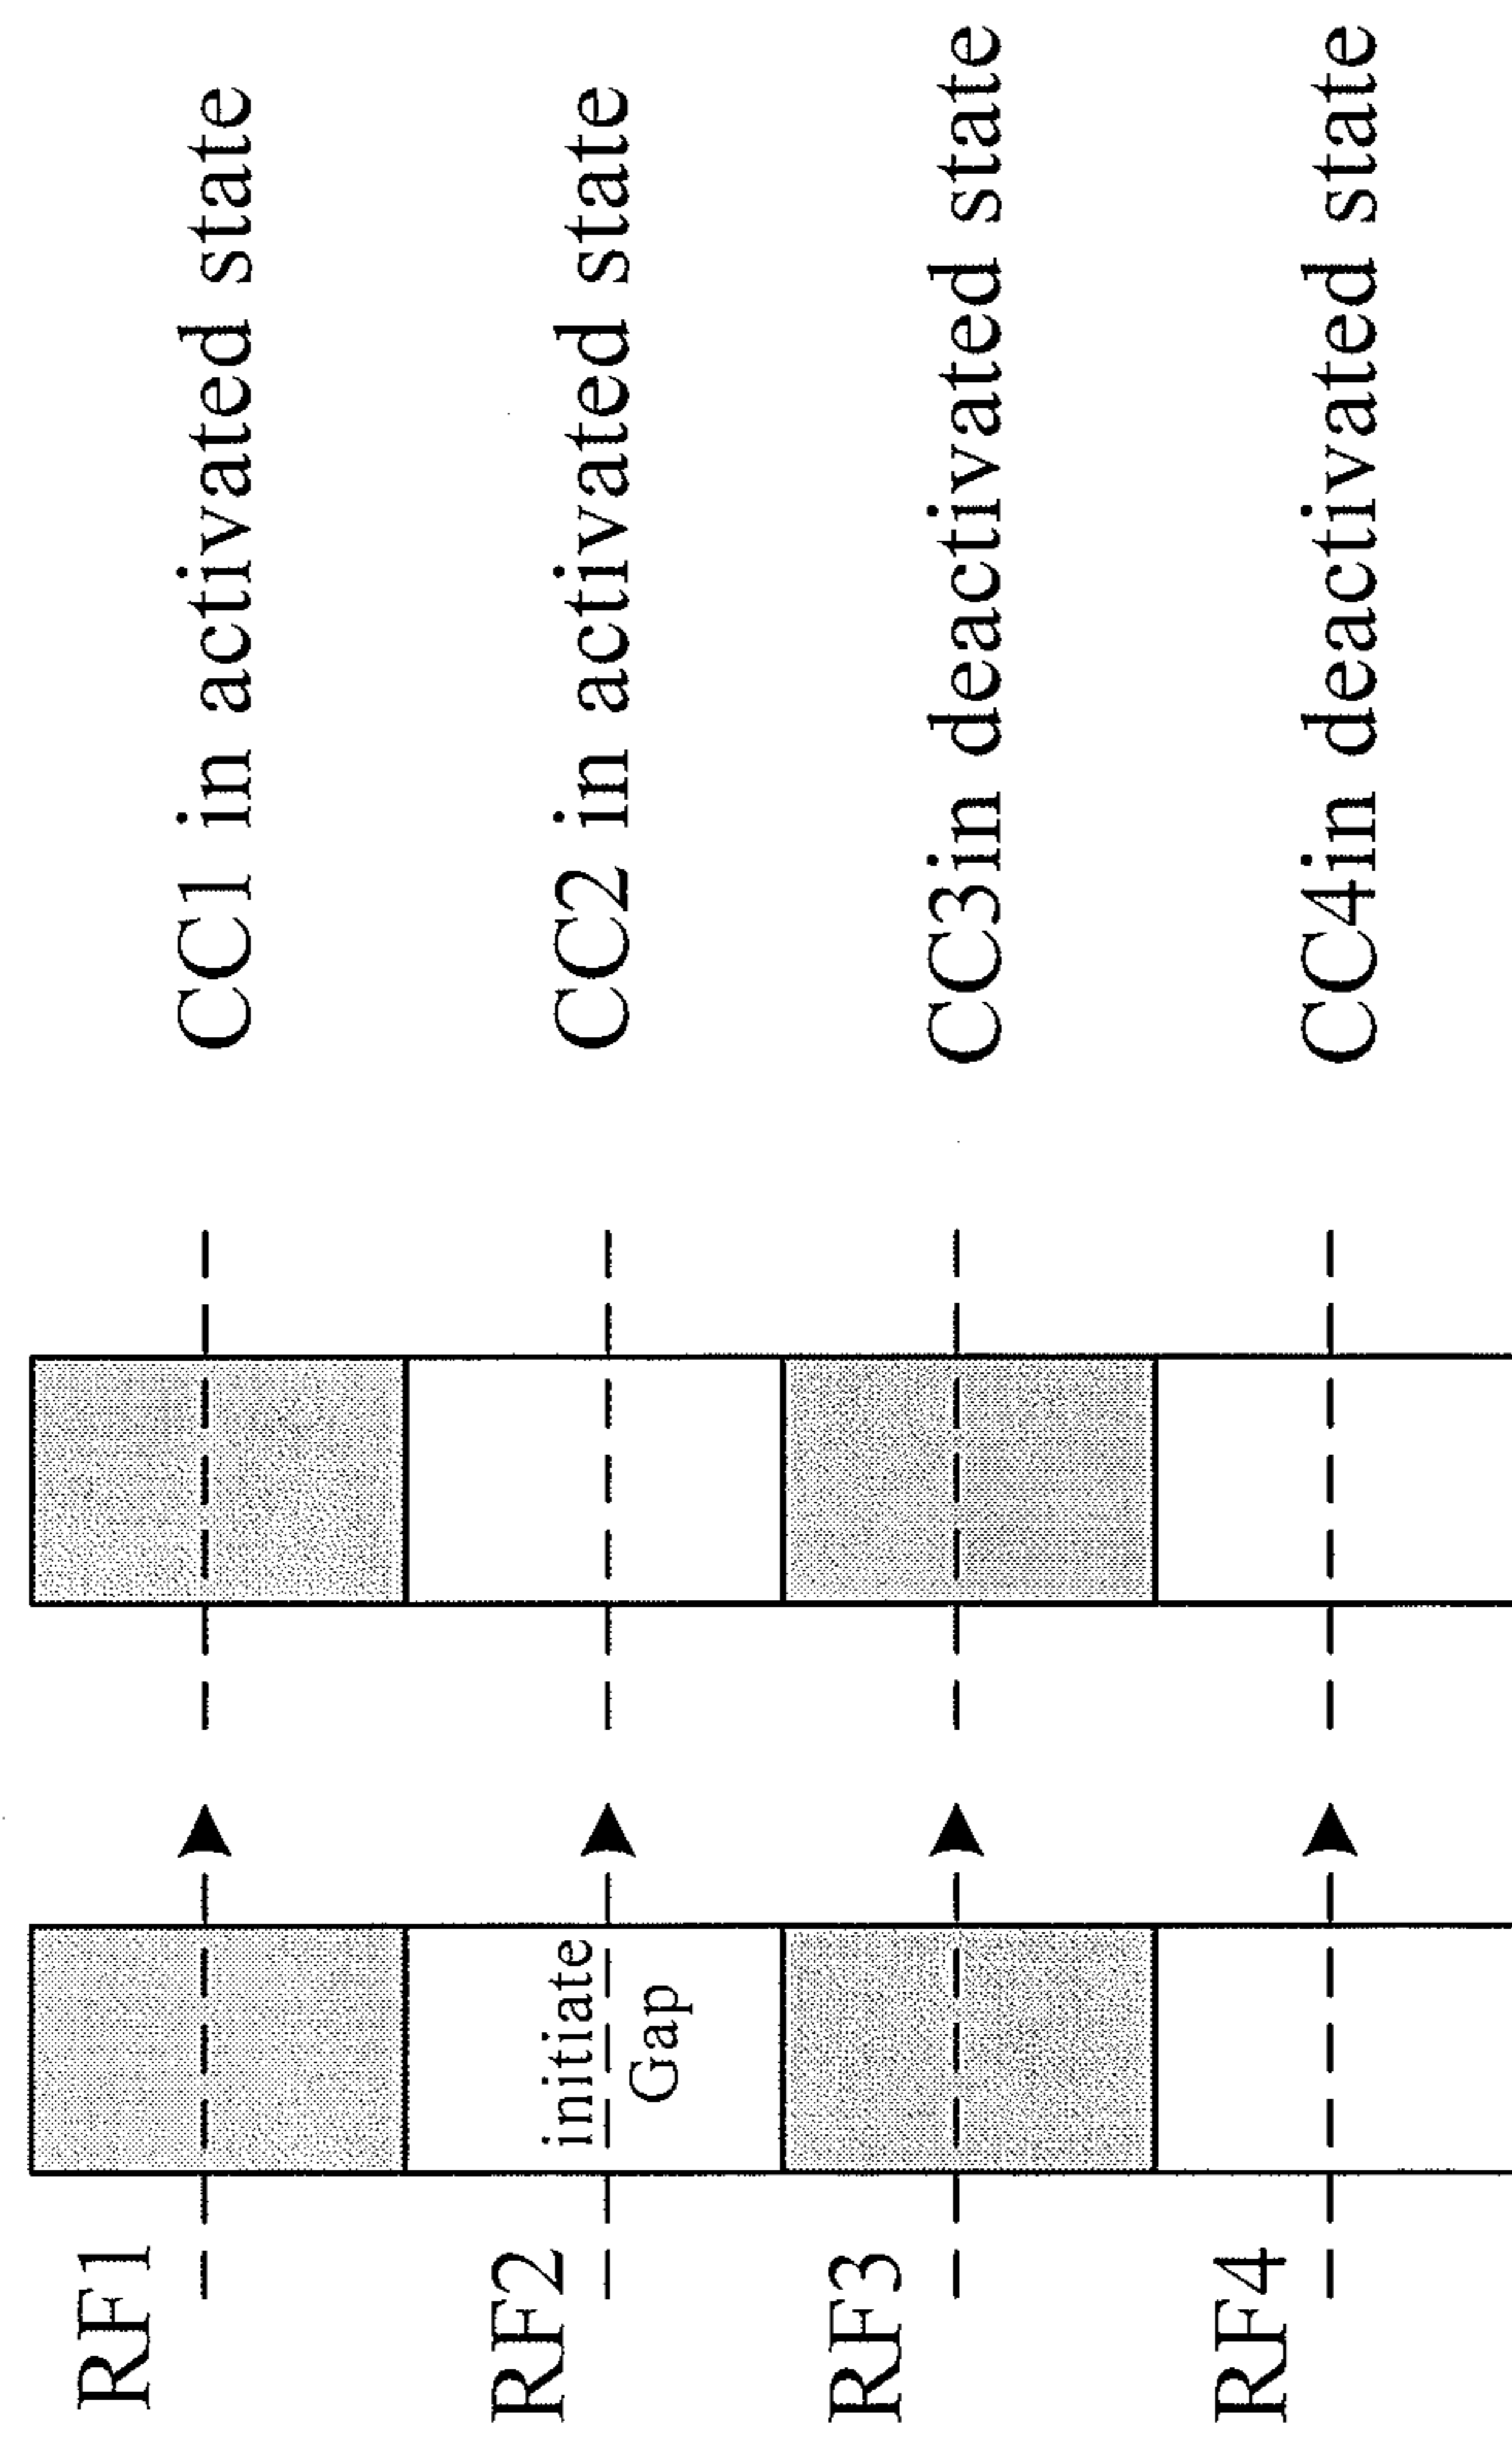 RF1
CC1 in activated state
RF2
initiate
Gap
CC2 in activated state
RF3
CC3in deactivated state
RF4
CC4in deactivated state